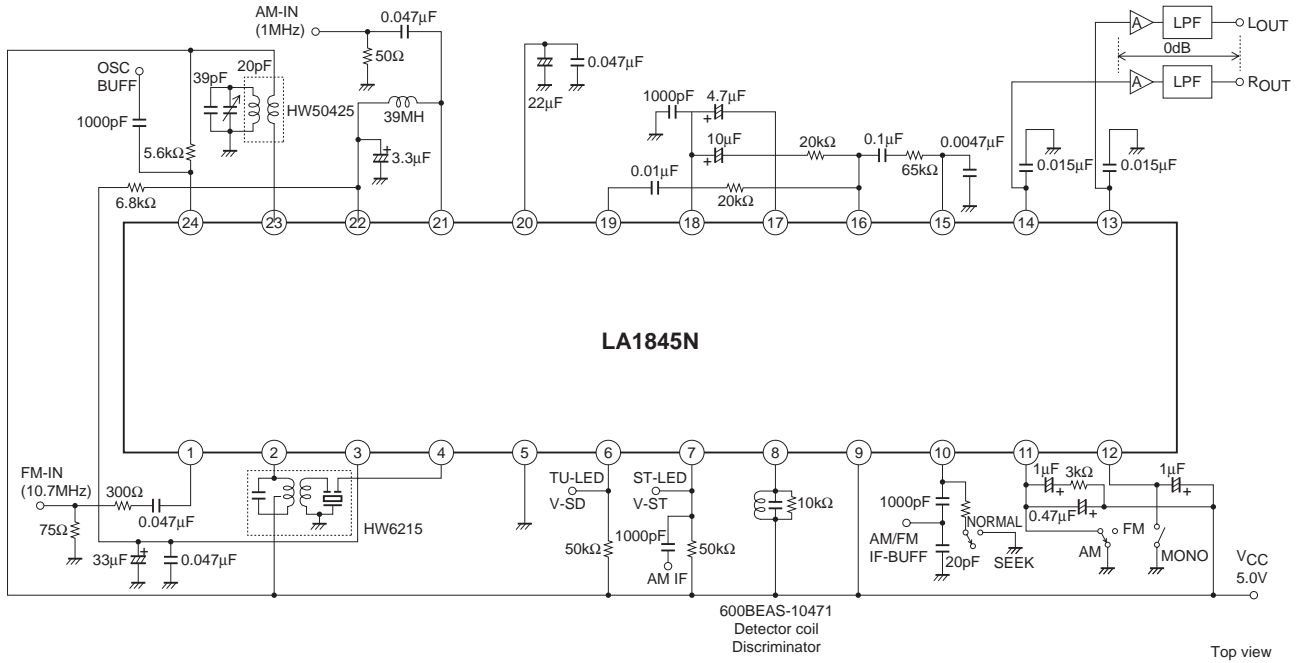 AM-IN
(1MHz)
0.047μF
50Ω
OSC
BUFF
39pF
20pF
HW50425
1000pF
5.6kΩ
39MH
3.3μF
6.8kΩ
22μF
0.047μF
1000pF
4.7μF
10μF
20kΩ
0.1μF
65kΩ
0.0047μF
0.01μF
20kΩ
A
LPF
LOUT
0dB
A
LPF
ROUT
0.015μF
0.015μF
24
23
22
21
20
19
18
17
16
15
14
13
LA1845N
1
2
3
4
5
6
7
8
9
10
11
12
FM-IN
(10.7MHz)
300Ω
0.047μF
75Ω
33μF
0.047μF
HW6215
TU-LED
V-SD
50kΩ
ST-LED
V-ST
1000pF
50kΩ
AM IF
10kΩ
600BEAS-10471
Detector coil
Discriminator
1000pF
AM/FM
IF-BUFF
20pF
NORMAL
SEEK
1μF
3kΩ
0.47μF
FM
AM
1μF
MONO
VCC
5.0V
Top view